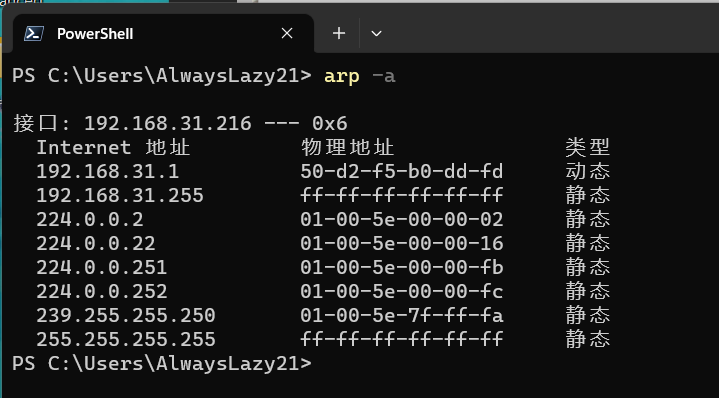 PowerShell
PS C:\Users\AlwaysLazy21> arp -a
接口: 192.168.31.216 --- 0x6
Internet 地址 物理地址 类型
192.168.31.1 50-d2-f5-b0-dd-fd 动态
192.168.31.255 ff-ff-ff-ff-ff-ff 静态
224.0.0.2 01-00-5e-00-00-02 静态
224.0.0.22 01-00-5e-00-00-16 静态
224.0.0.251 01-00-5e-00-00-fb 静态
224.0.0.252 01-00-5e-00-00-fc 静态
239.255.255.250 01-00-5e-7f-ff-fa 静态
255.255.255.255 ff-ff-ff-ff-ff-ff 静态
PS C:\Users\AlwaysLazy21>